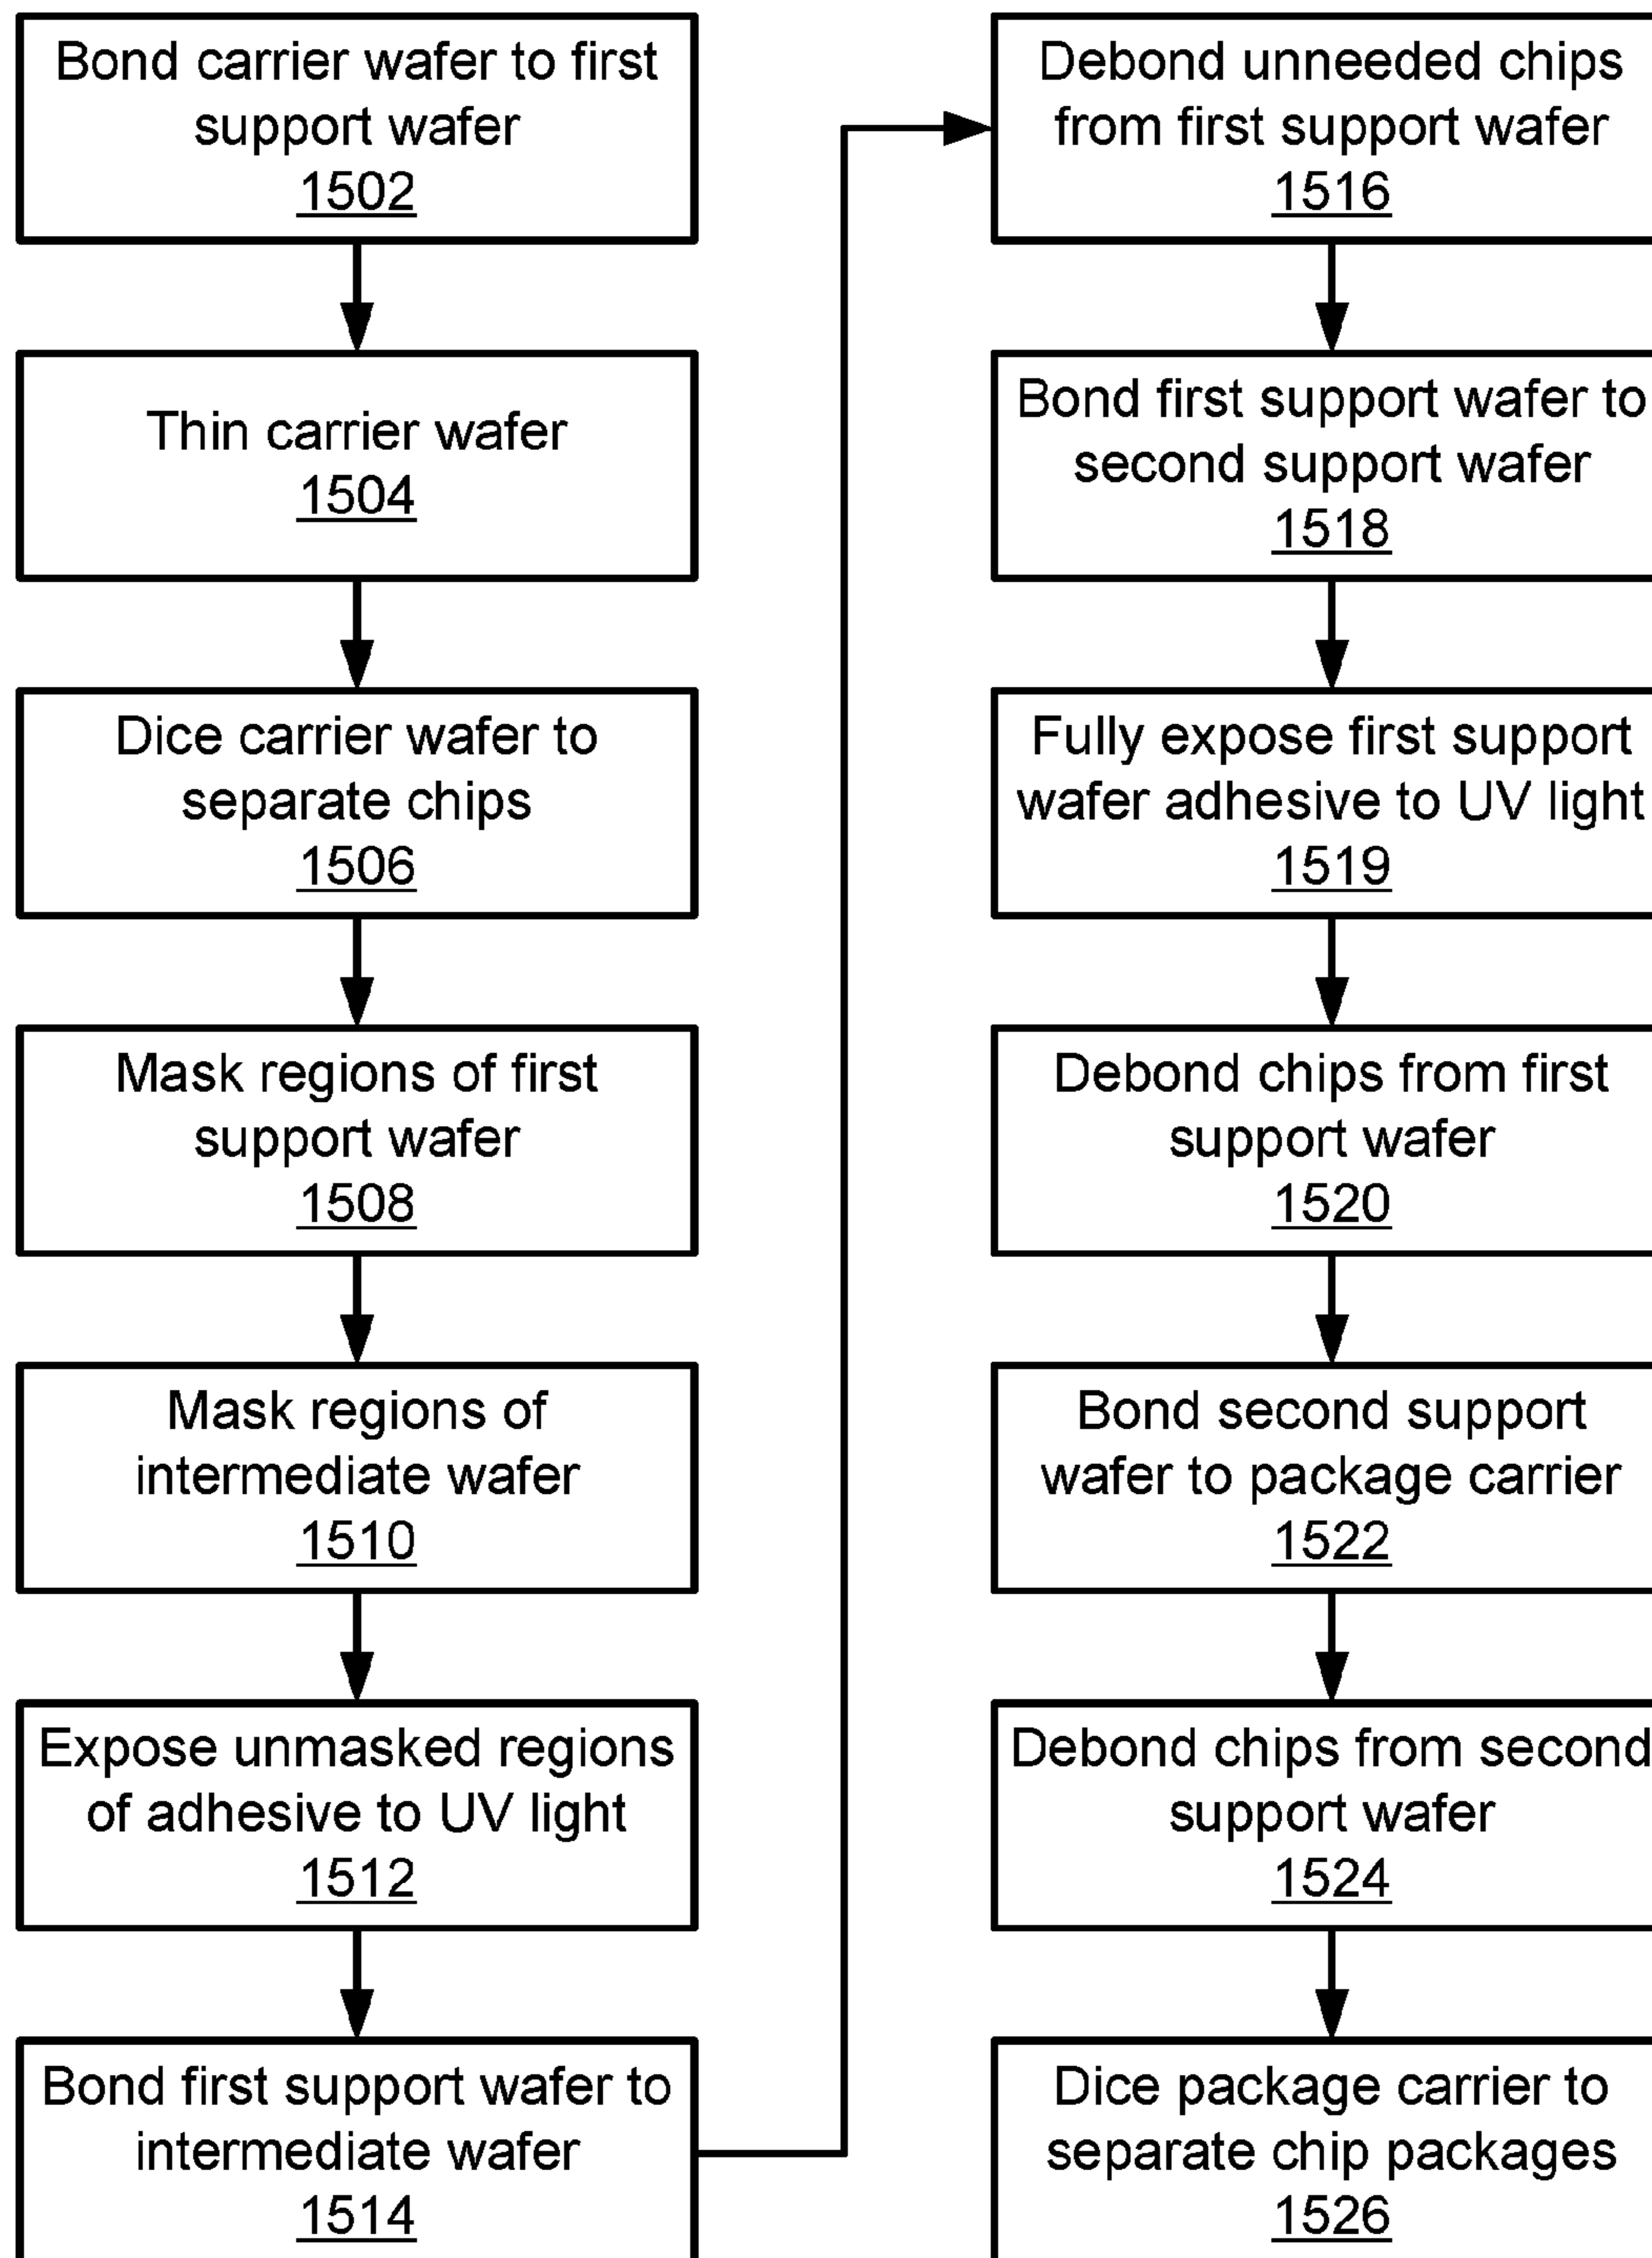 Bond carrier wafer to first
support wafer
1502
Thin carrier wafer
1504
Dice carrier wafer to
separate chips
1506
Mask regions of first
support wafer
1508
Mask regions of
intermediate wafer
1510
Expose unmasked regions
of adhesive to UV light
1512
Bond first support wafer to
intermediate wafer
1514
Debond unneeded chips
from first support wafer
1516
Bond first support wafer to
second support wafer
1518
Fully expose first support
wafer adhesive to UV light
1519
Debond chips from first
support wafer
1520
Bond second support
wafer to package carrier
1522
Debond chips from second
support wafer
1524
Dice package carrier to
separate chip packages
1526